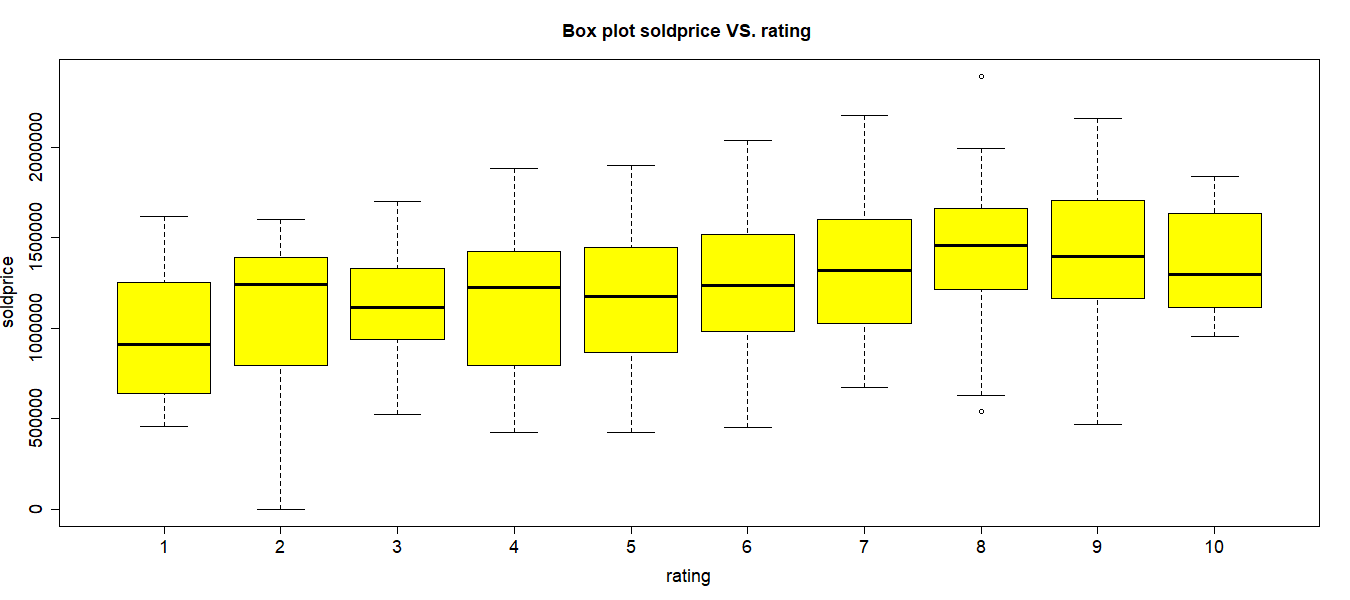 Box plot soldprice VS. rating
soldprice
2000000
1500000
1000000
500000
0
1 2 3 4 5 6 7 8 9 10
rating